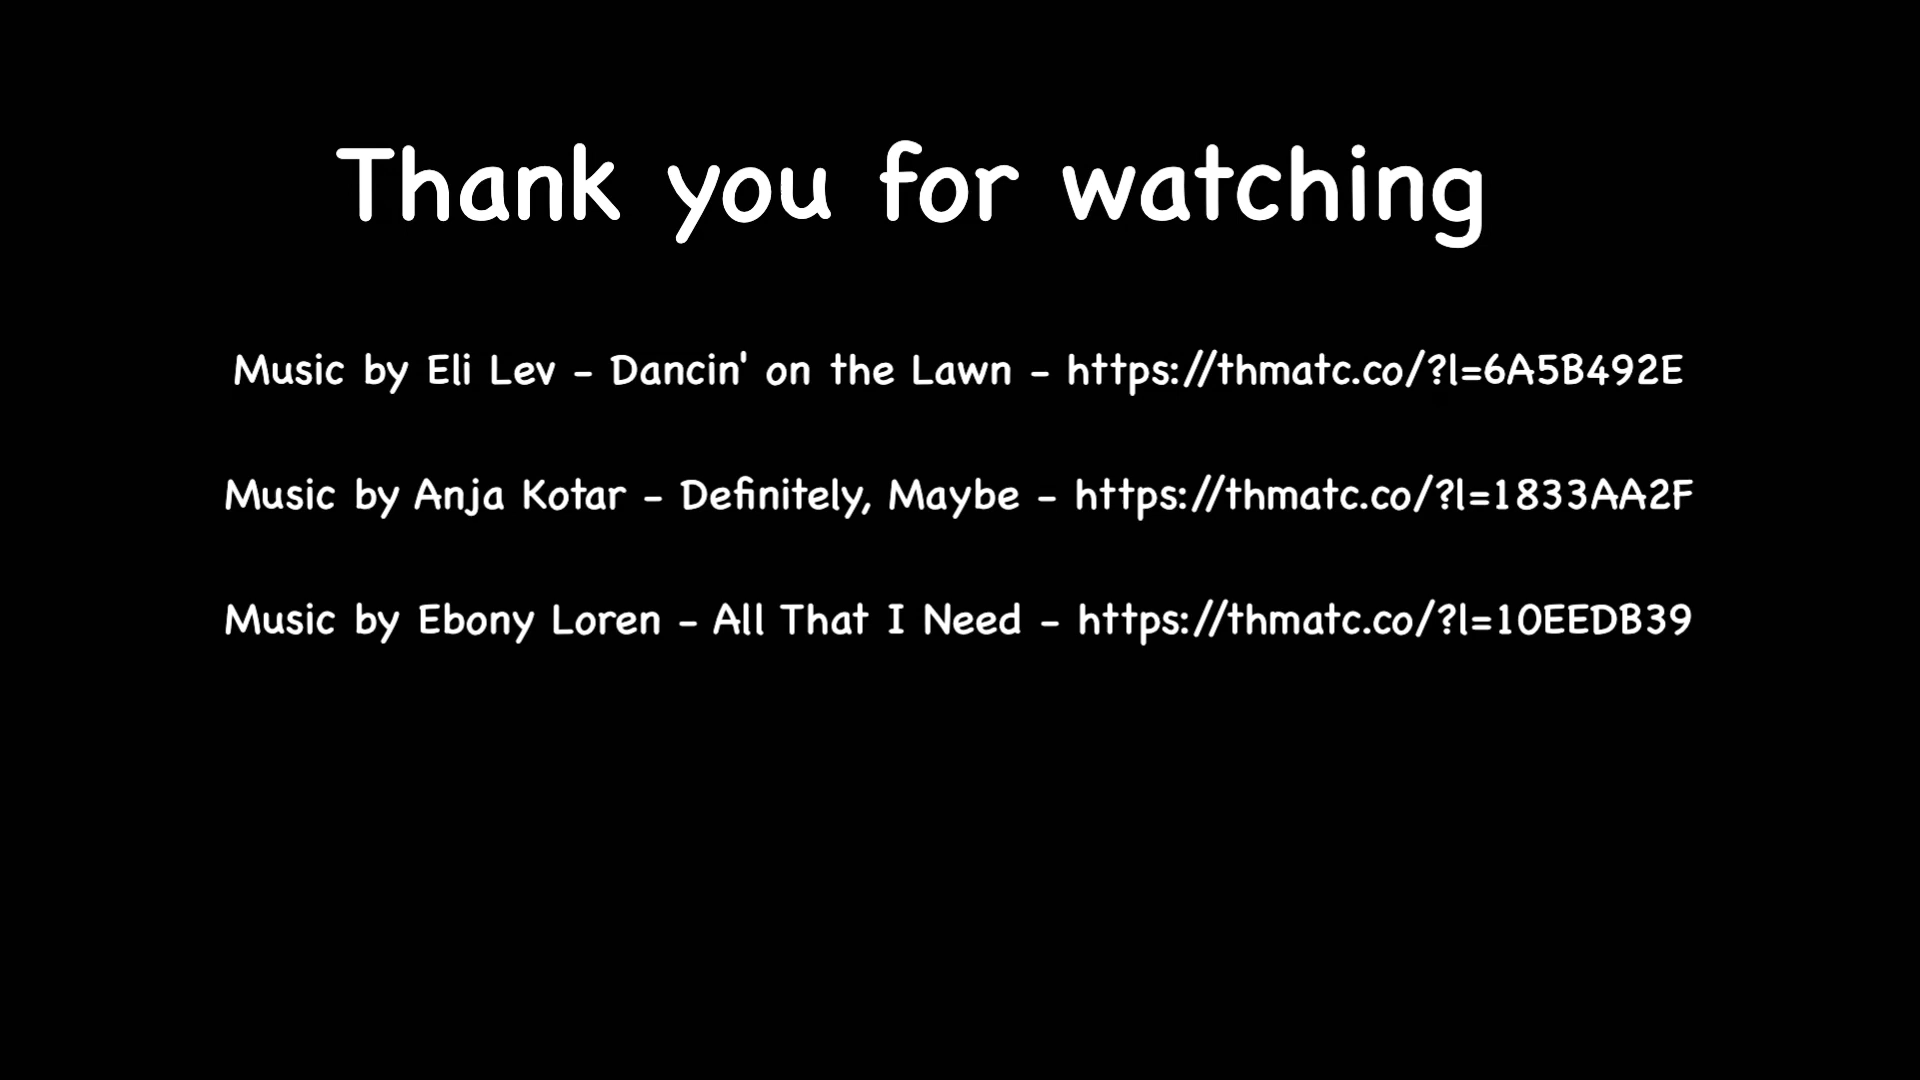 Thank you for watching
Music by Eli Lev - Dancin' on the Lawn - https://thmatc.co/?l=6A5B492E
Music by Anja Kotar - Definitely, Maybe - https://thmatc.co/?l=1833AA2F
Music by Ebony Loren - All That I Need - https://thmatc.co/?l=10EEDB39